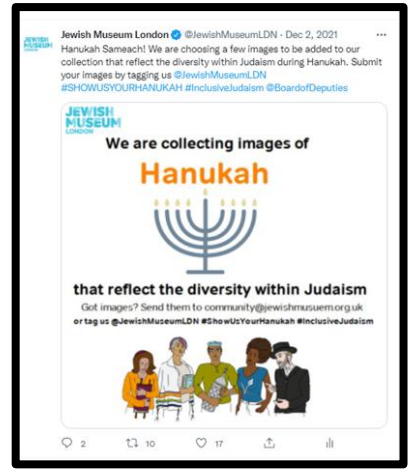 Jewish Museum London @JewishMuseumLDN · Dec 2, 2021
JEWISH
MUSEUM
LONDON
Hanukah Sameach! We are choosing a few images to be added to our
collection that reflect the diversity within Judaism during Hanukah. Submit
your images by tagging us @JewishMuseumLDN
#SHOWUSYOURHANUKAH #InclusiveJudaism @BoardofDeputies
JEWISH
MUSEUM
LONDON
We are collecting images of
Hanukah
that reflect the diversity within Judaism
Got images? Send them to community@jewishmusuem.org.uk
or tag us @JewishMuseumLDN #ShowUsYourHanukah #InclusiveJudaism
2 10 17